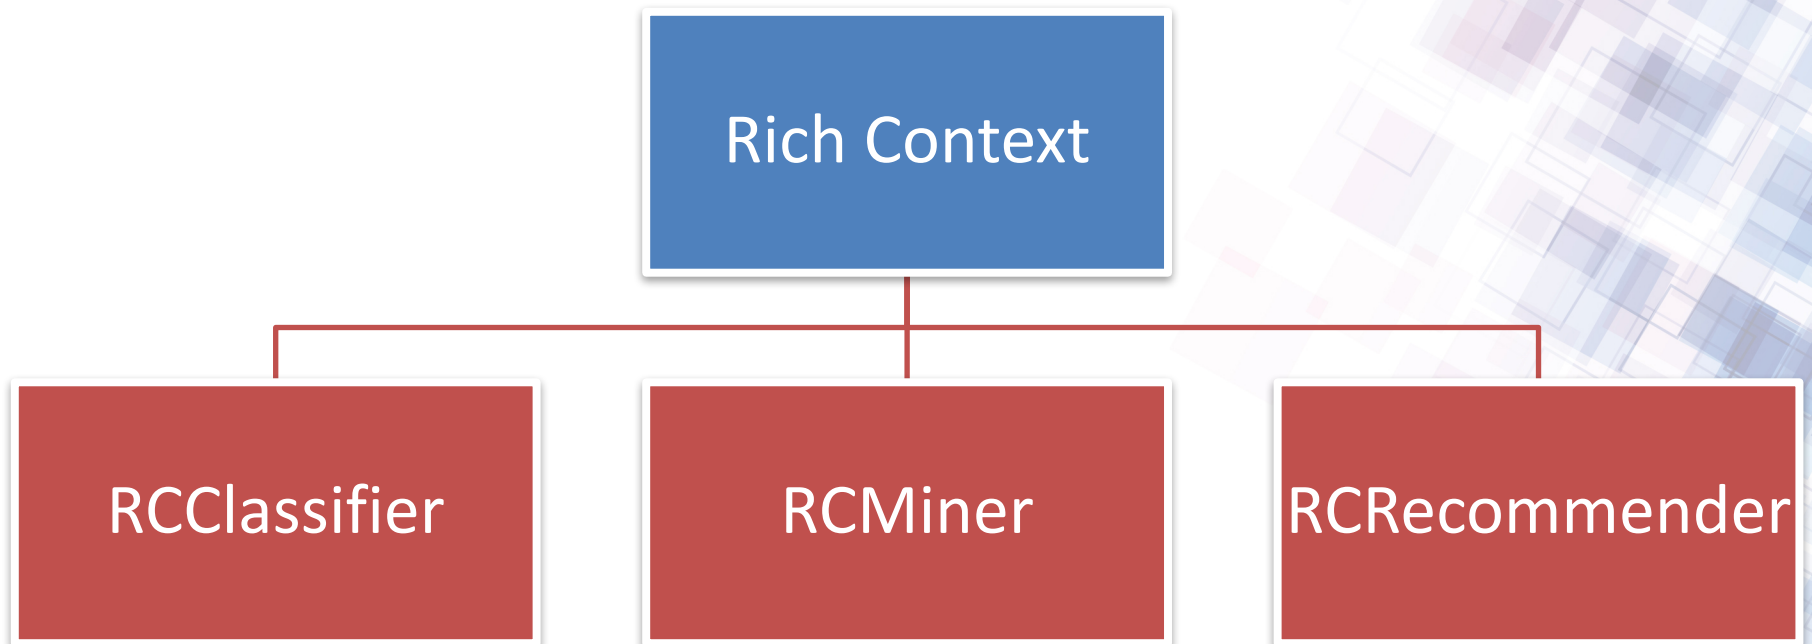 Rich Context
RCClassifier
RCMiner
RCRecommender